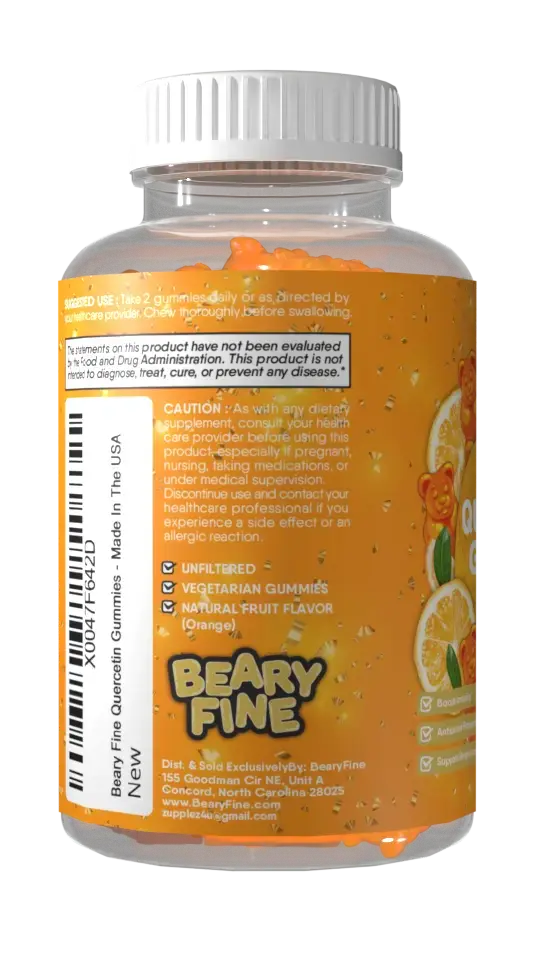 SUGGESTED USE : Take 2 gummies daily or as directed by
your healthcare provider. Chew thoroughly before swallowing.
The statements on this product have not been evaluated
by the Food and Drug Administration. This product is not
intended to diagnose, treat, cure, or prevent any disease.*
CAUTION : As with any dietary
supplement, consult your health
care provider before using this
product, especially if pregnant,
nursing, taking medications, or
under medical supervision.
Discontinue use and contact your
healthcare professional if you
experience a side effect or an
allergic reaction.
UNFILTERED
VEGETARIAN GUMMIES
NATURAL FRUIT FLAVOR
(Orange)
BEARY
FINE
Dist. & Sold ExclusivelyBy: BearyFine
155 Goodman Cir NE, Unit A
Concord, North Carolina 28025
www.BearyFine.com
zupplez4u@gmail.com
X0047F642D
Beary Fine Quercetin Gummies - Made In The USA
New